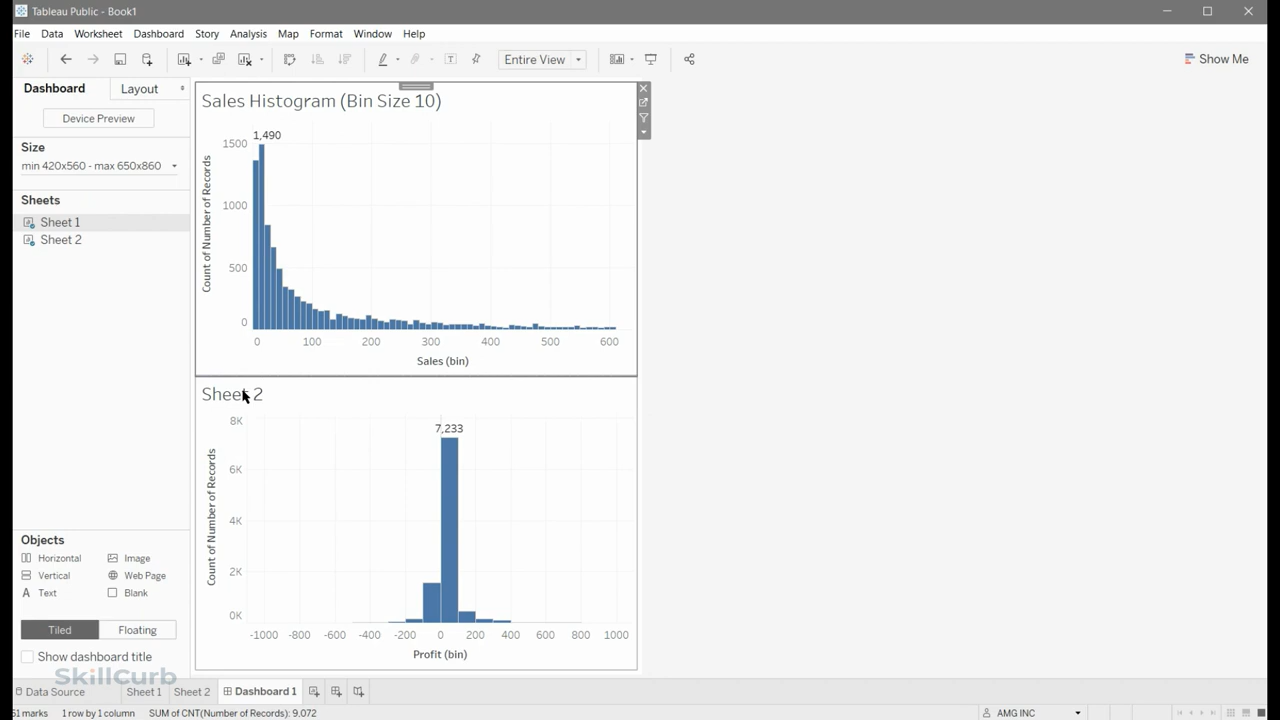 Tableau Public - Book1
File Data Worksheet Dashboard Story Analysis Map Format Window Help
Entire View
Show Me
Dashboard Layout
Device Preview
Size
min 420x560 - max 650x860
Sheets
Sheet 1
Sheet 2
Sales Histogram (Bin Size 10)
1,490
1500
1000
500
0
Count of Number of Records
0 100 200 300 400 500 600
Sales (bin)
Sheet 2
7,233
8K
6K
4K
2K
0K
Count of Number of Records
-1000 -800 -600 -400 -200 0 200 400 600 800 1000
Profit (bin)
Objects
Horizontal Image
Vertical Web Page
A Text Blank
Tiled Floating
Show dashboard title
SkillCurb
Data Source Sheet 1 Sheet 2 Dashboard 1
51 marks 1 row by 1 column SUM of CNT(Number of Records): 9,072
AMG INC